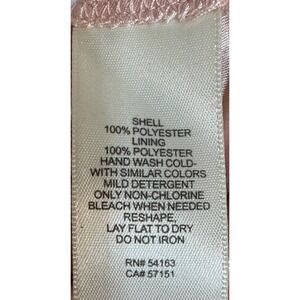 SHELL
100% POLYESTER
LINING
100% POLYESTER
HAND WASH COLD-
WITH SIMILAR COLORS
MILD DETERGENT
ONLY NON-CHLORINE
BLEACH WHEN NEEDED
RESHAPE,
LAY FLAT TO DRY
DO NOT IRON
RN# 54163
CA# 57151